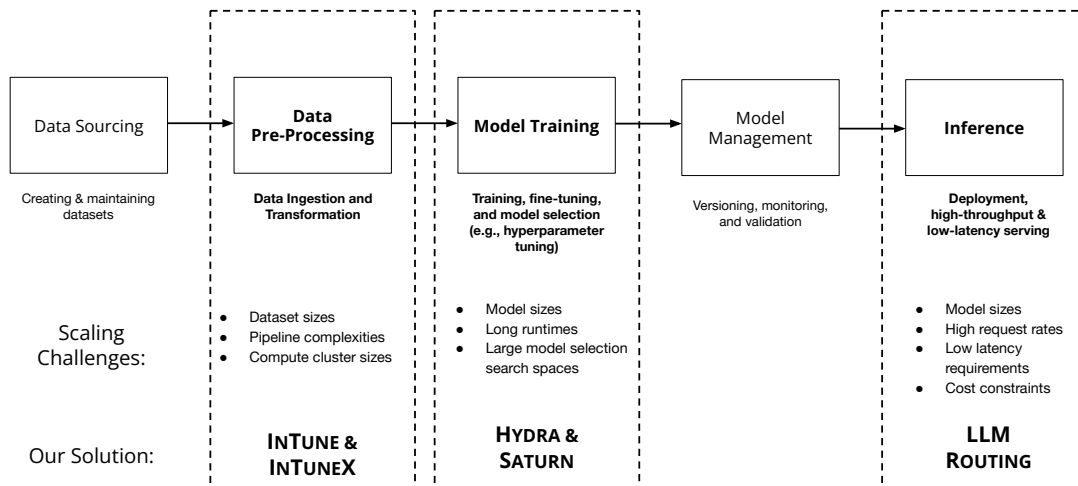 Data Sourcing
Data
Pre-Processing
Model Training
Model
Management
Inference
Creating & maintaining
datasets
Data Ingestion and
Transformation
Training, fine-tuning,
and model selection
(e.g., hyperparameter
tuning)
Versioning, monitoring,
and validation
Deployment,
high-throughput &
low-latency serving
Scaling
Challenges:
● Dataset sizes
● Pipeline complexities
● Compute cluster sizes
● Model sizes
● Long runtimes
● Large model selection
search spaces
● Model sizes
● High request rates
● Low latency
requirements
● Cost constraints
Our Solution:
INTUNE &
INTUNEX
HYDRA &
SATURN
LLM
ROUTING